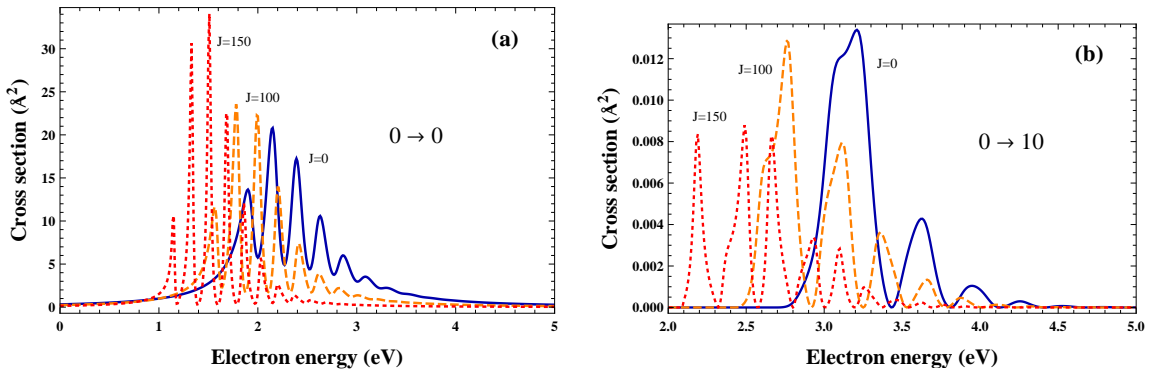 (a)
J=150
J=100
J=0
0 → 0
Cross section (Å²)
30
25
20
15
10
5
0
0 1 2 3 4 5
Electron energy (eV)
(b)
J=0
J=100
J=150
0 → 10
Cross section (Å²)
0.012
0.010
0.008
0.006
0.004
0.002
0.000
2.0 2.5 3.0 3.5 4.0 4.5 5.0
Electron energy (eV)